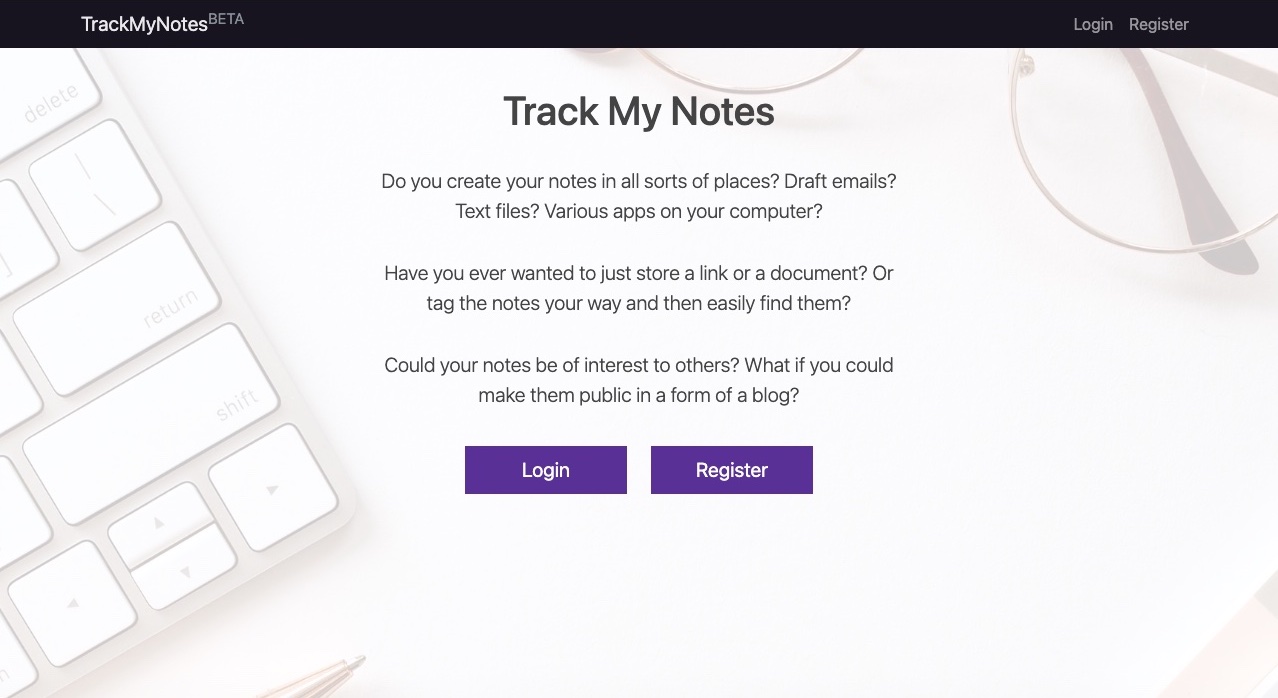 TrackMyNotesBETA
Login Register
Track My Notes
Do you create your notes in all sorts of places? Draft emails?
Text files? Various apps on your computer?
Have you ever wanted to just store a link or a document? Or
tag the notes your way and then easily find them?
Could your notes be of interest to others? What if you could
make them public in a form of a blog?
Login
Register
delete
|
\
]
return
shift